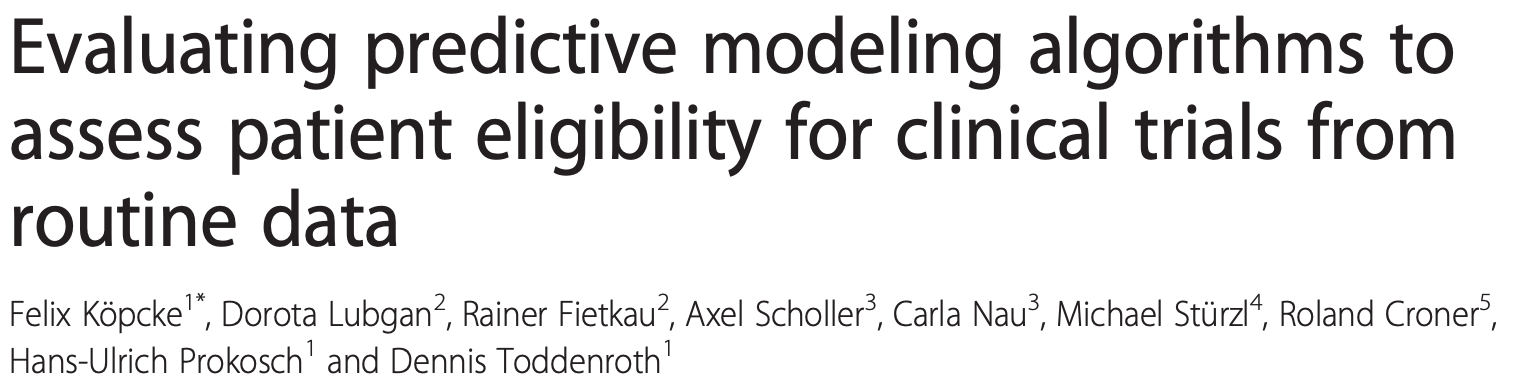 Evaluating predictive modeling algorithms to
assess patient eligibility for clinical trials from
routine data
Felix Köpcke1*, Dorota Lubgan2, Rainer Fietkau2, Axel Scholler3, Carla Nau3, Michael Stürzl4, Roland Croner5,
Hans-Ulrich Prokosch1 and Dennis Toddenroth1